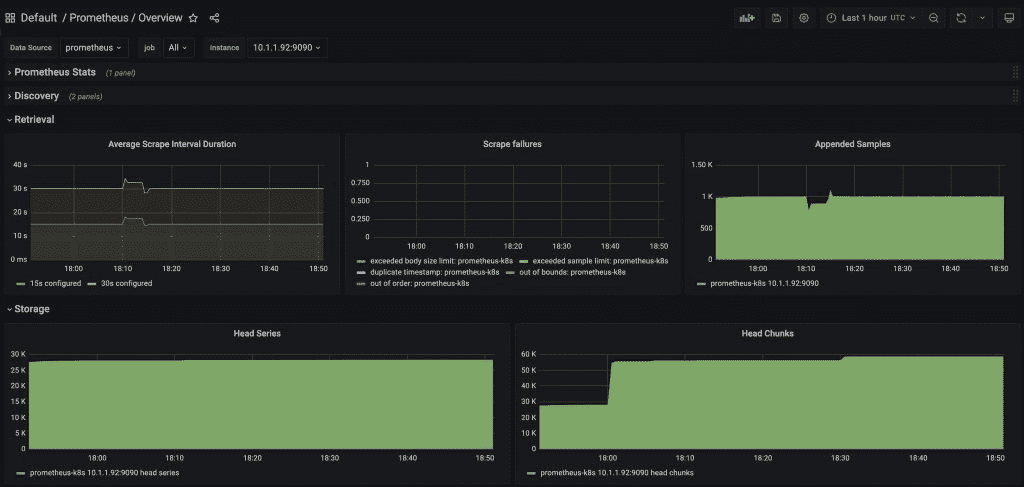 Default / Prometheus / Overview
Last 1 hour UTC
Data Source prometheus job All instance 10.1.1.92:9090
Prometheus Stats (1 panel)
Discovery (2 panels)
Retrieval
Average Scrape Interval Duration
40 s
30 s
20 s
10 s
0 ms
18:00 18:10 18:20 18:30 18:40 18:50
15s configured 30s configured
Scrape failures
1
0.750
0.500
0.250
0
18:00 18:10 18:20 18:30 18:40 18:50
exceeded body size limit: prometheus-k8s exceeded sample limit: prometheus-k8s
duplicate timestamp: prometheus-k8s out of bounds: prometheus-k8s
out of order: prometheus-k8s
Appended Samples
1.50 K
1 K
500
0
18:00 18:10 18:20 18:30 18:40 18:50
prometheus-k8s 10.1.1.92:9090
Storage
Head Series
30 K
25 K
20 K
15 K
10 K
5 K
0
18:00 18:10 18:20 18:30 18:40 18:50
prometheus-k8s 10.1.1.92:9090 head series
Head Chunks
60 K
50 K
40 K
30 K
20 K
10 K
0
18:00 18:10 18:20 18:30 18:40 18:50
prometheus-k8s 10.1.1.92:9090 head chunks